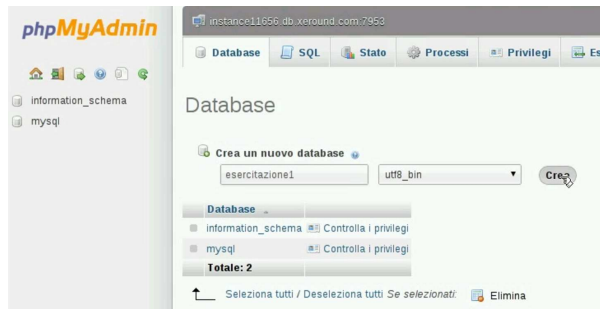 phpMyAdmin
information_schema
mysql
instance11656.db.xeround.com:7953
Database SQL Stato Processi Privilegi Es
Database
Crea un nuovo database
esercitazione1 utf8_bin Crea
Database
information_schema Controlla i privilegi
mysql Controlla i privilegi
Totale: 2
Seleziona tutti / Deseleziona tutti Se selezionati: Elimina